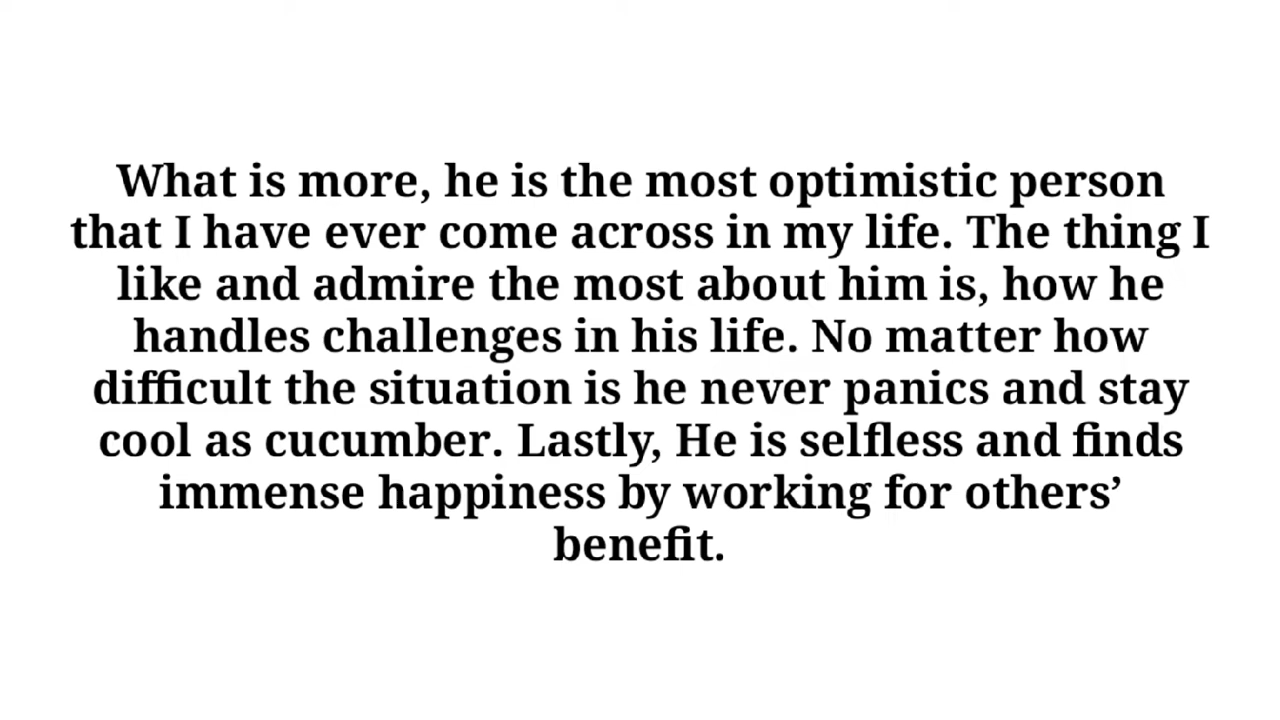 What is more, he is the most optimistic person
that I have ever come across in my life. The thing I
like and admire the most about him is, how he
handles challenges in his life. No matter how
difficult the situation is he never panics and stay
cool as cucumber. Lastly, He is selfless and finds
immense happiness by working for others’
benefit.